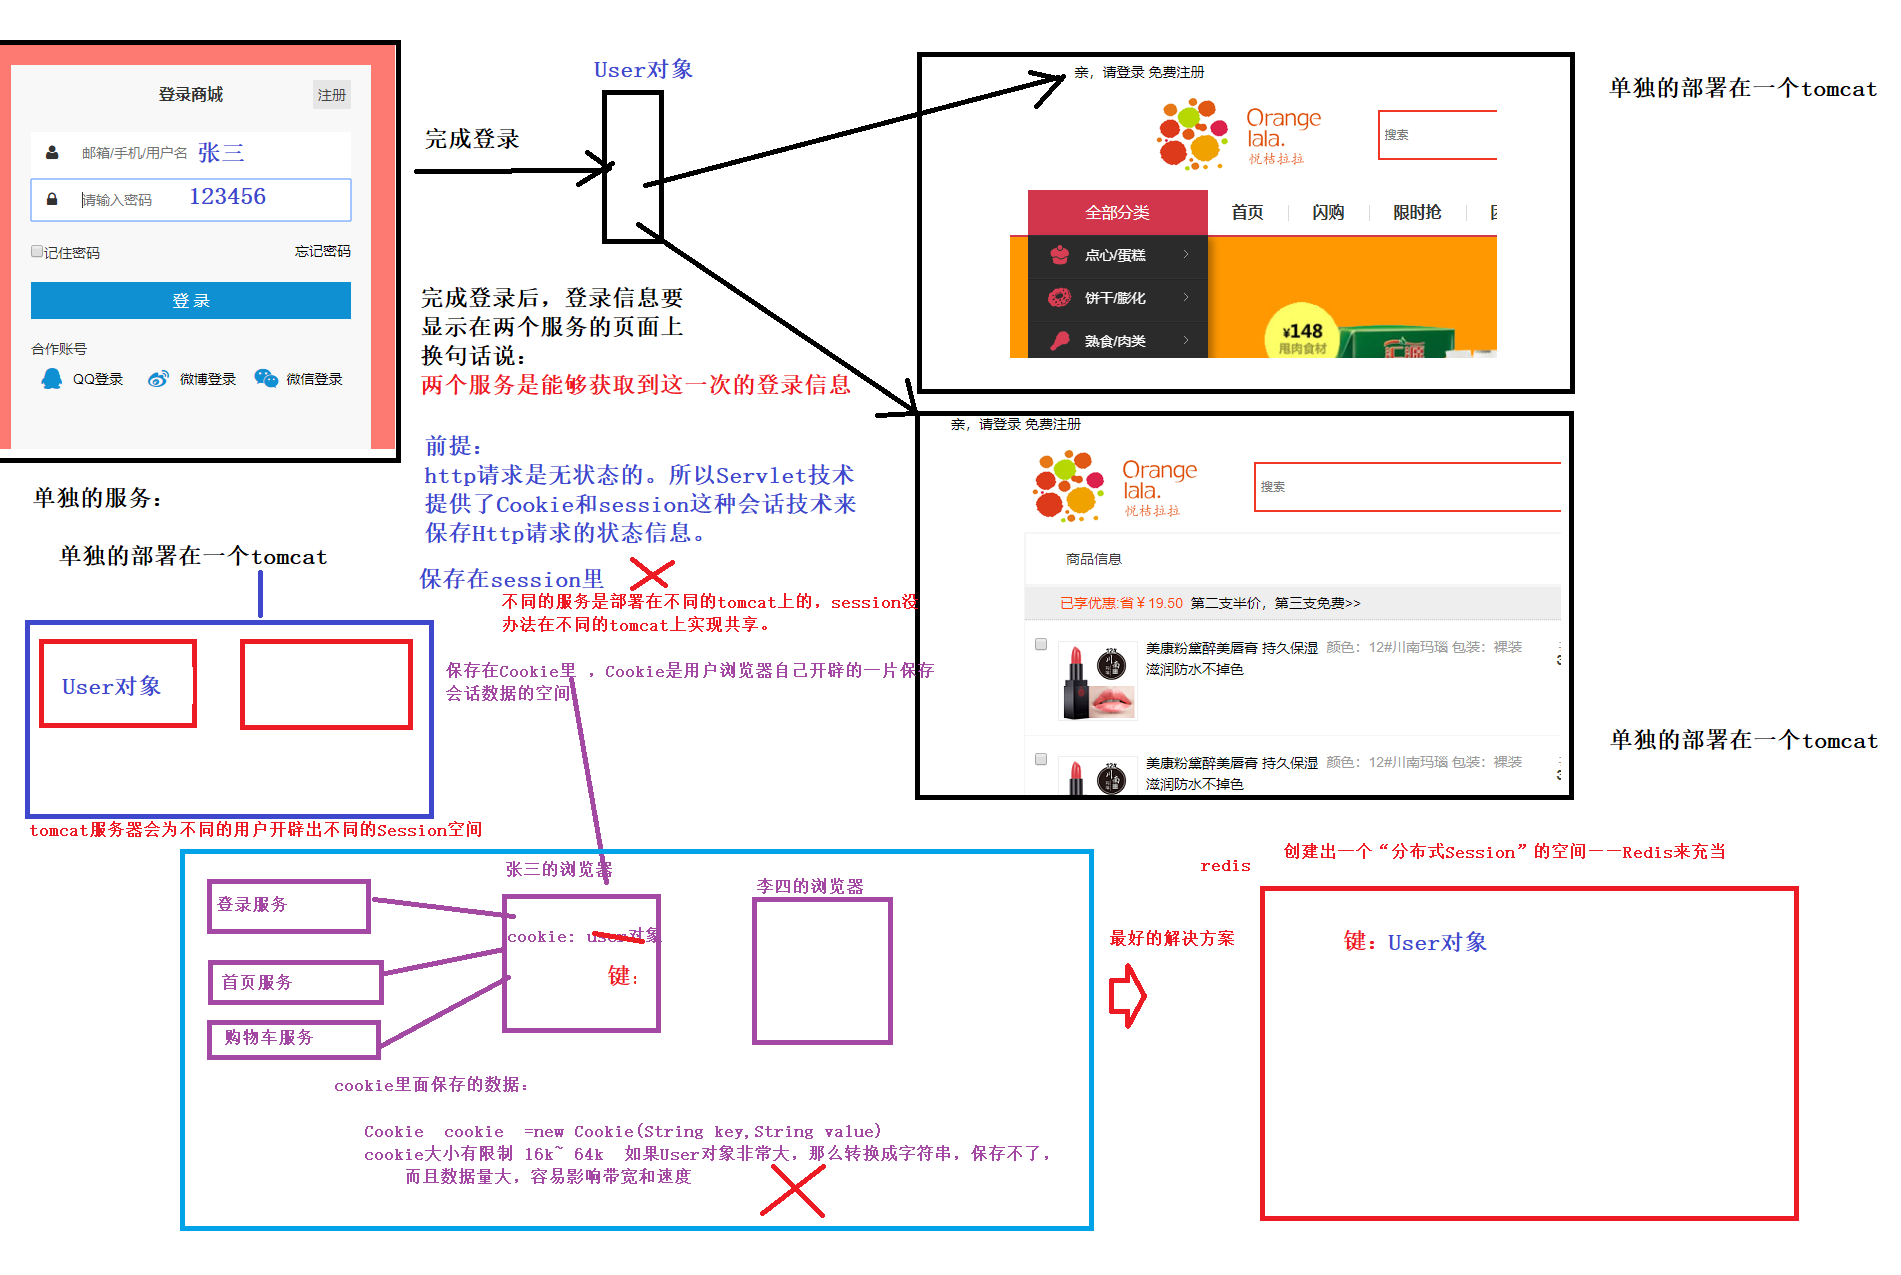 登录商城
注册
邮箱/手机/用户名 张三
请输入密码 123456
记住密码
忘记密码
登 录
合作账号
QQ登录
微博登录
微信登录
单独的服务：
单独的部署在一个tomcat
User对象
tomcat服务器会为不同的用户开辟出不同的Session空间
完成登录
User对象
完成登录后，登录信息要
显示在两个服务的页面上
换句话说：
两个服务是能够获取到这一次的登录信息
前提：
http请求是无状态的。所以Servlet技术
提供了Cookie和session这种会话技术来
保存Http请求的状态信息。
保存在session里
不同的服务是部署在不同的tomcat上的，session没
办法在不同的tomcat上实现共享。
保存在Cookie里 ，Cookie是用户浏览器自己开辟的一片保存
会话数据的空间
亲，请登录 免费注册
Orange
lala.
悦桔拉拉
搜索
全部分类
首页
闪购
限时抢
点心/蛋糕
饼干/膨化
熟食/肉类
¥148
甩肉食材
单独的部署在一个tomcat
亲，请登录 免费注册
Orange
lala.
悦桔拉拉
搜索
商品信息
已享优惠:省¥19.50 第二支半价，第三支免费>>
美康粉黛醉美唇膏 持久保湿 颜色：12#川南玛瑙 包装：裸装
滋润防水不掉色
美康粉黛醉美唇膏 持久保湿 颜色：12#川南玛瑙 包装：裸装
滋润防水不掉色
单独的部署在一个tomcat
张三的浏览器
李四的浏览器
登录服务
首页服务
购物车服务
cookie: user对象
键：
cookie里面保存的数据：
Cookie cookie =new Cookie(String key,String value)
cookie大小有限制 16k~ 64k 如果User对象非常大，那么转换成字符串，保存不了，
而且数据量大，容易影响带宽和速度
最好的解决方案
redis
创建出一个“分布式Session”的空间——Redis来充当
键：User对象